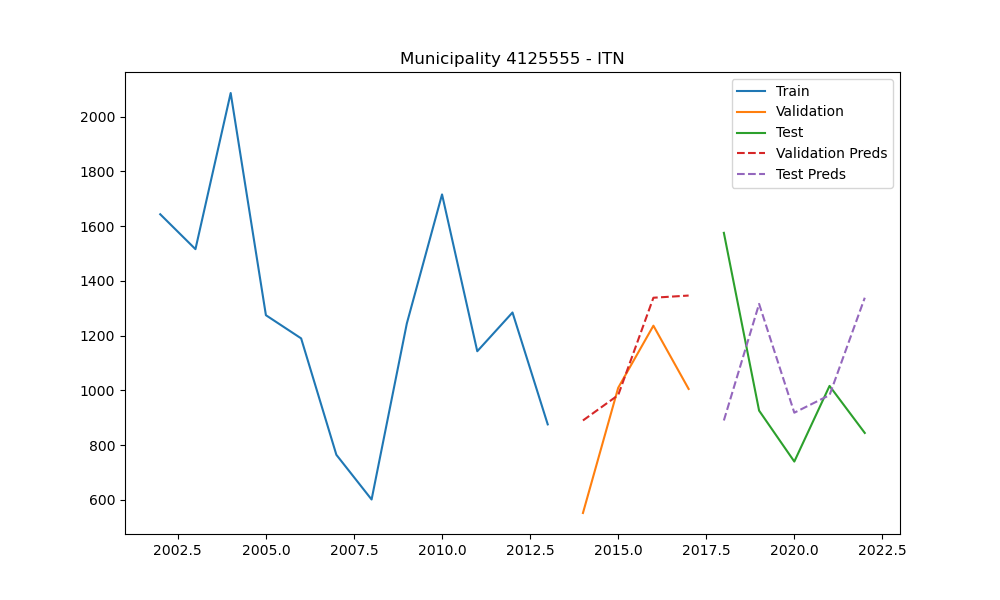 Municipality 4125555 - ITN
Train
Validation
Test
Validation Preds
Test Preds
2000
1800
1600
1400
1200
1000
800
600
2002.5 2005.0 2007.5 2010.0 2012.5 2015.0 2017.5 2020.0 2022.5